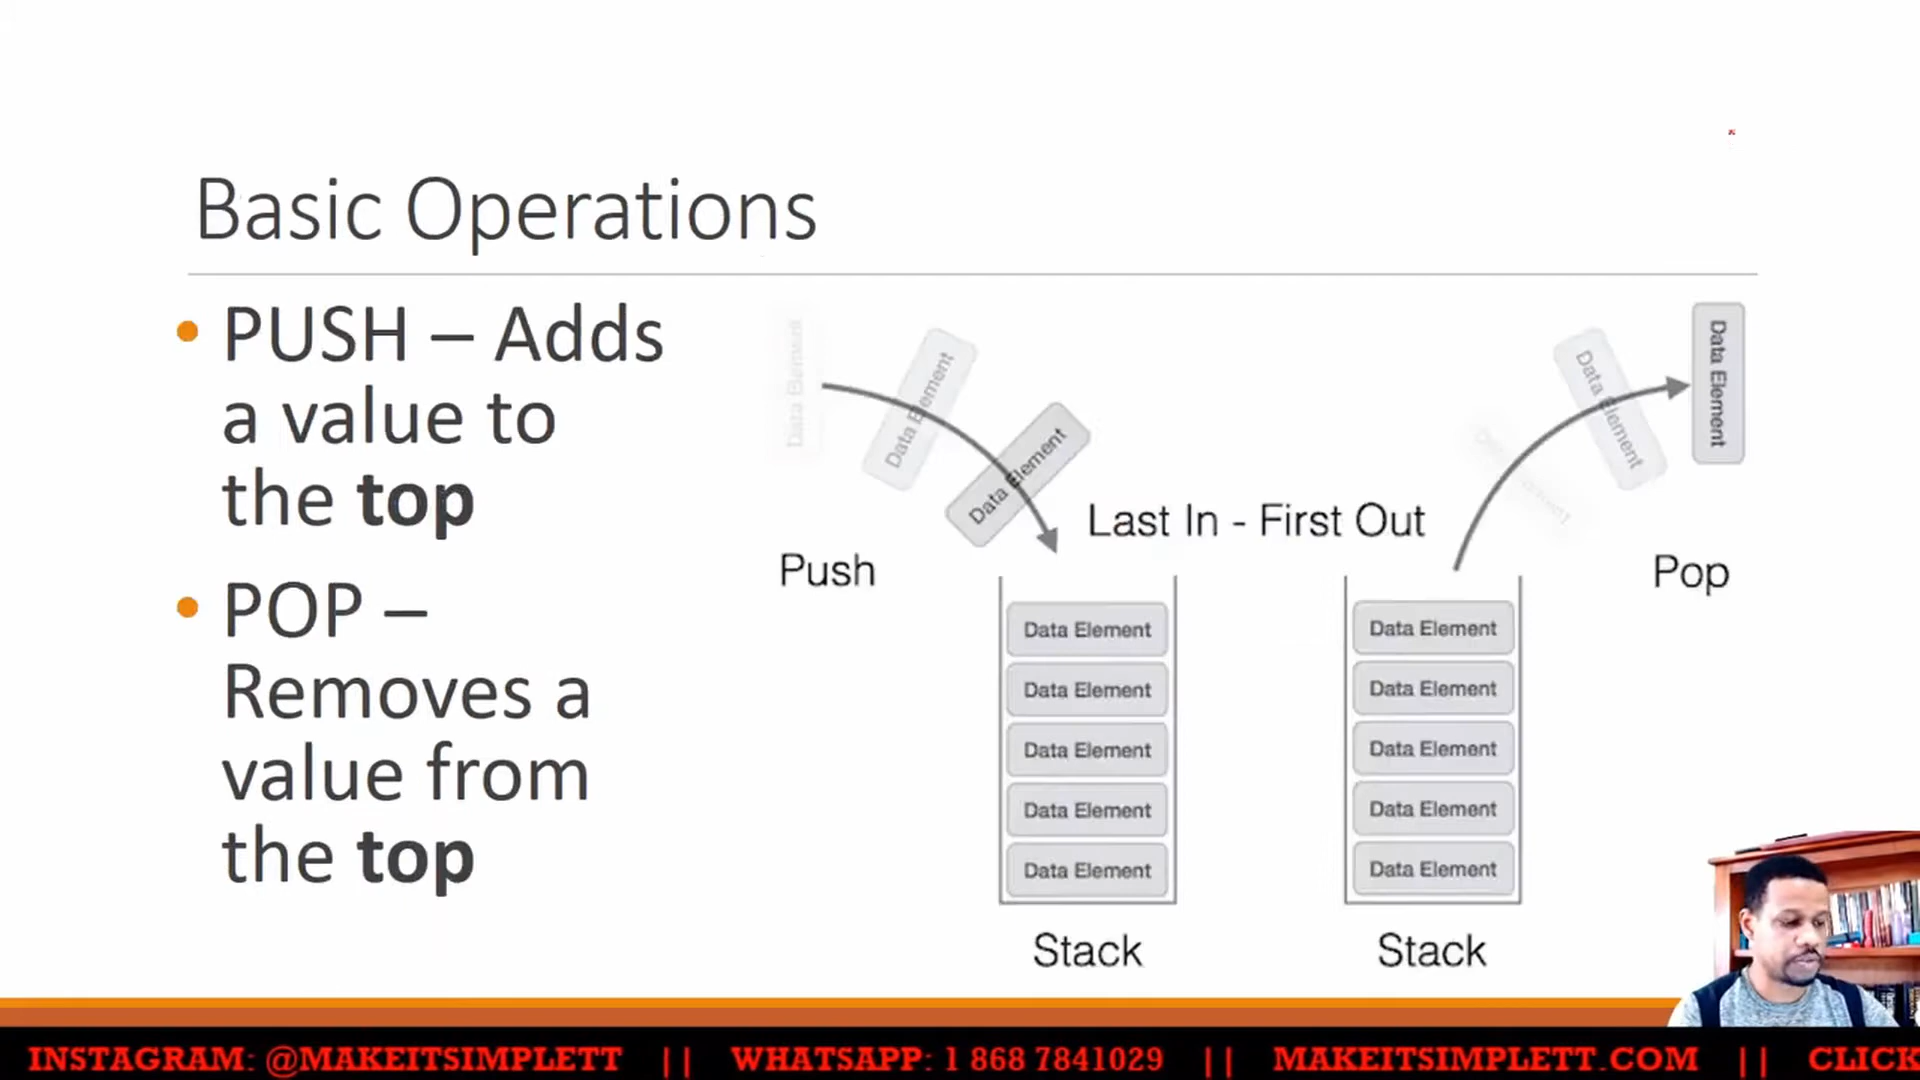 Basic Operations
• PUSH – Adds
a value to
the top
• POP –
Removes a
value from
the top
Data Element
Data Element
Data Element
Data Element
Data Element
Last In - First Out
Push
Pop
Data Element
Data Element
Data Element
Data Element
Data Element
Data Element
Data Element
Data Element
Data Element
Data Element
Stack
Stack
INSTAGRAM: @MAKEITSIMPLETT || WHATSAPP: 1 868 7841029 || MAKEITSIMPLETT.COM || CLICK